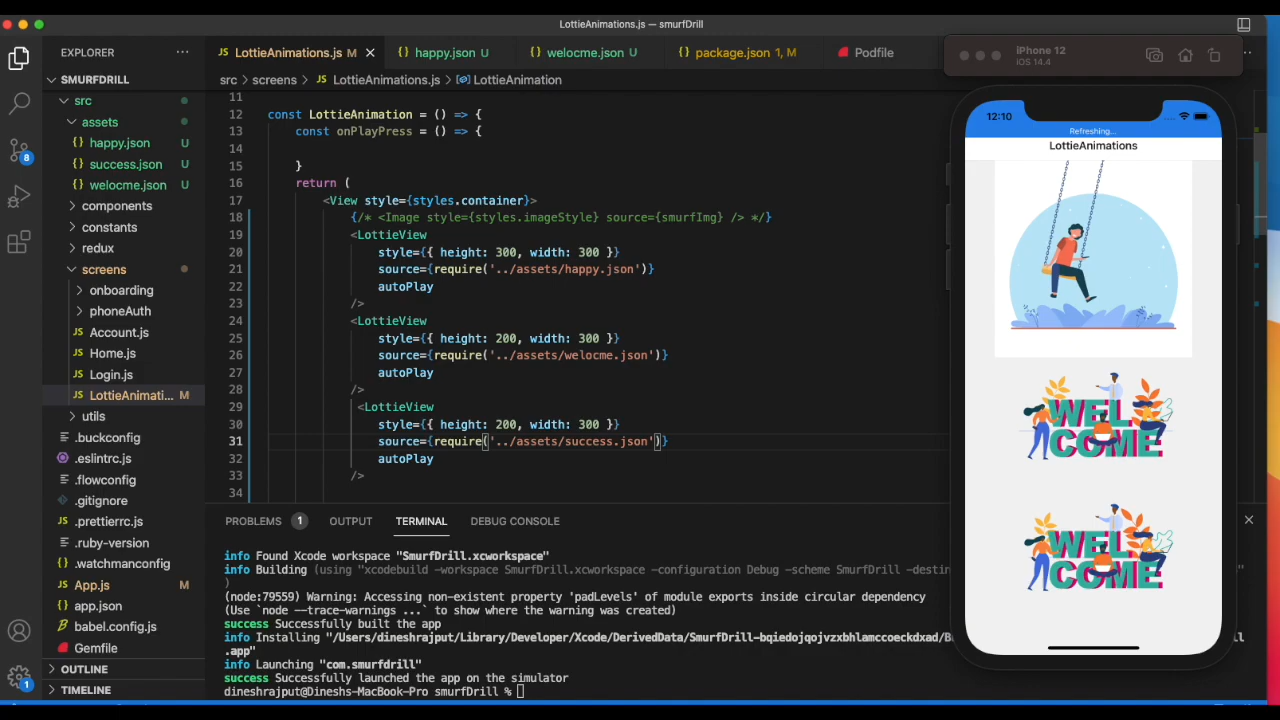 LottieAnimations.js — smurfDrill
EXPLORER
SMURFDRILL
src
assets
happy.json U
success.json U
welocme.json U
components
constants
redux
screens
onboarding
phoneAuth
JS Account.js
JS Home.js
JS Login.js
JS LottieAnimati... M
utils
.buckconfig
.eslintrc.js
.flowconfig
.gitignore
JS .prettierrc.js
.ruby-version
.watchmanconfig
JS App.js M
app.json
babel.config.js
Gemfile
OUTLINE
TIMELINE
8
1
JS LottieAnimations.js M
happy.json U
welocme.json U
package.json 1, M
Podfile
src > screens > JS LottieAnimations.js > LottieAnimation
11
12 const LottieAnimation = () => {
13 const onPlayPress = () => {
14
15 }
16 return (
17 <View style={styles.container}>
18 {/* <Image style={styles.imageStyle} source={smurfImg} /> */}
19 <LottieView
20 style={{ height: 300, width: 300 }}
21 source={require('../assets/happy.json')}
22 autoPlay
23 />
24 <LottieView
25 style={{ height: 200, width: 300 }}
26 source={require('../assets/welocme.json')}
27 autoPlay
28 />
29 <LottieView
30 style={{ height: 200, width: 300 }}
31 source={require('../assets/success.json')}
32 autoPlay
33 />
34
PROBLEMS 1 OUTPUT TERMINAL DEBUG CONSOLE
info Found Xcode workspace "SmurfDrill.xcworkspace"
info Building (using "xcodebuild -workspace SmurfDrill.xcworkspace -configuration Debug -scheme SmurfDrill -destin
)
(node:79559) Warning: Accessing non-existent property 'padLevels' of module exports inside circular dependency
(Use `node --trace-warnings ...` to show where the warning was created)
success Successfully built the app
info Installing "/Users/dineshrajput/Library/Developer/Xcode/DerivedData/SmurfDrill-bqiedojqojvzxbhlamccoeckdxad/B
.app"
info Launching "com.smurfdrill"
success Successfully launched the app on the simulator
dineshrajput@Dineshs-MacBook-Pro smurfDrill %
iPhone 12
iOS 14.4
12:10
Refreshing...
LottieAnimations
WEL
COME
WEL
COME